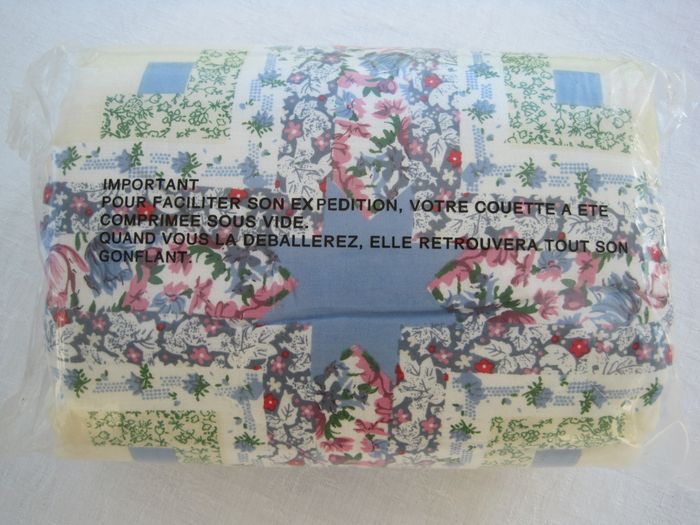 IMPORTANT
POUR FACILITER SON EXPEDITION, VOTRE COUETTE A ETE
COMPRIMEE SOUS VIDE.
QUAND VOUS LA DEBALLEREZ, ELLE RETROUVERA TOUT SON
GONFLANT.